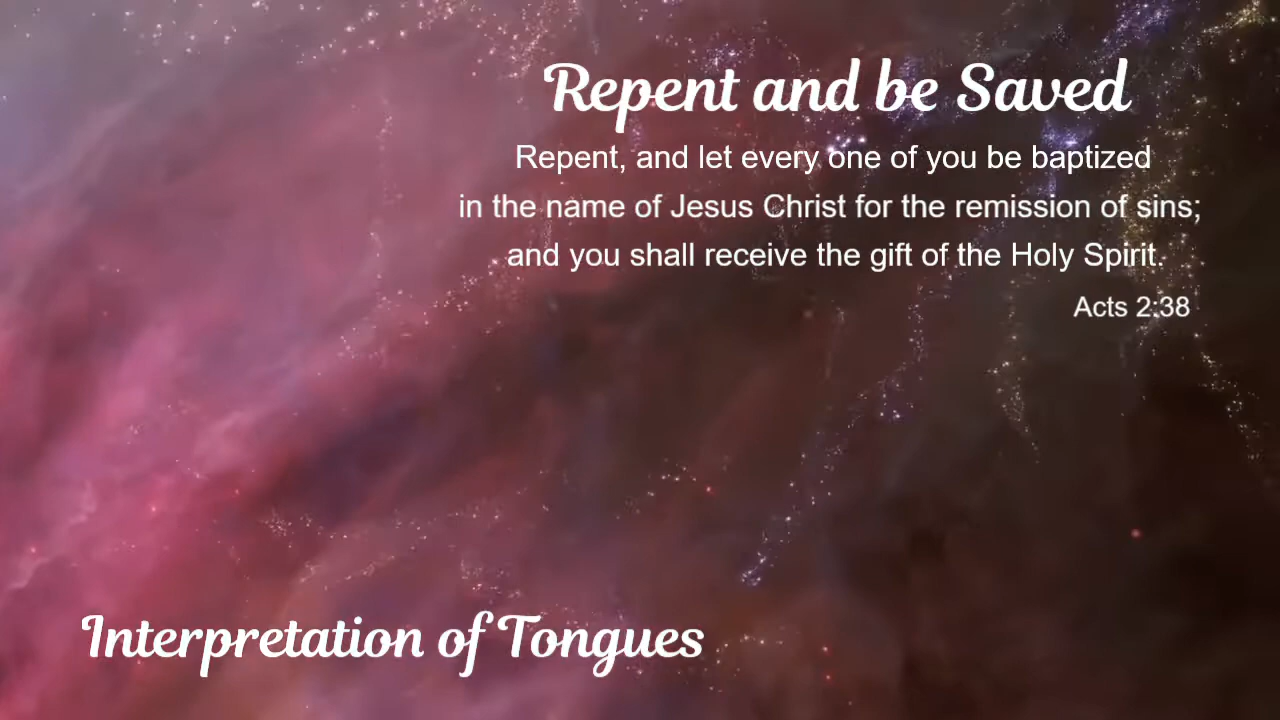 Repent and be Saved
Repent, and let every one of you be baptized
in the name of Jesus Christ for the remission of sins;
and you shall receive the gift of the Holy Spirit.
Acts 2:38
Interpretation of Tongues